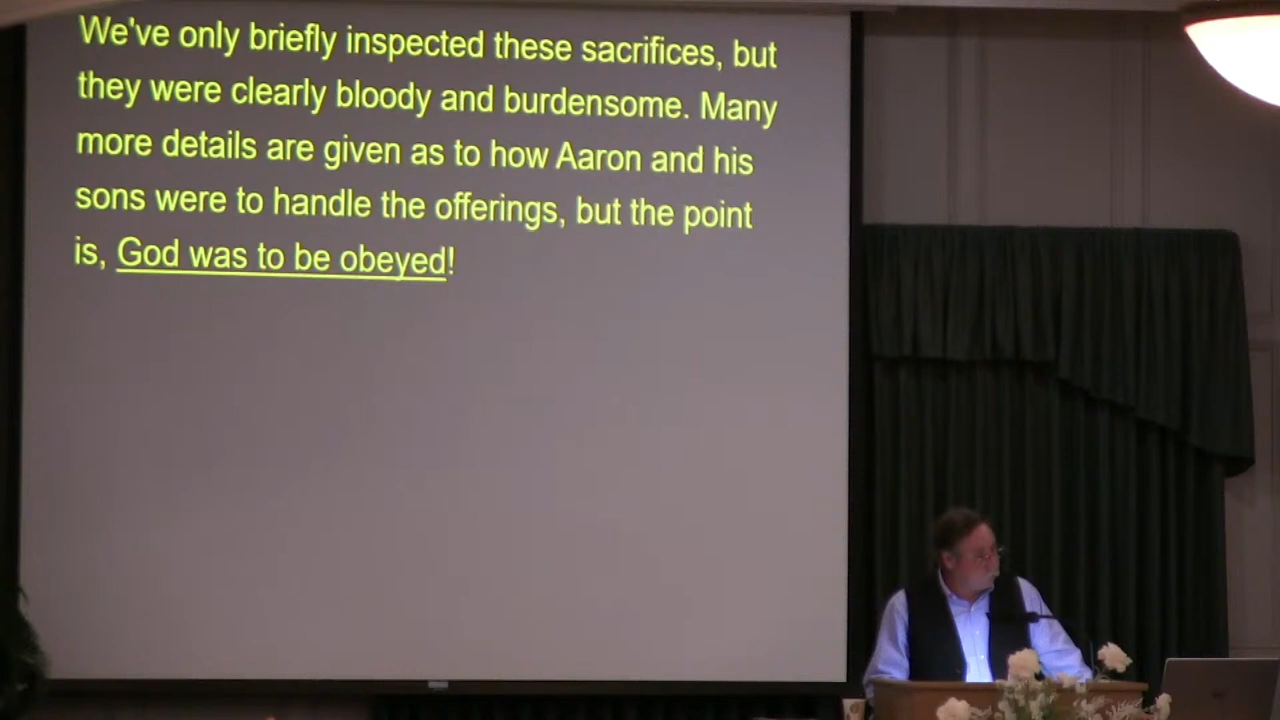 We've only briefly inspected these sacrifices, but
they were clearly bloody and burdensome. Many
more details are given as to how Aaron and his
sons were to handle the offerings, but the point
is, God was to be obeyed!